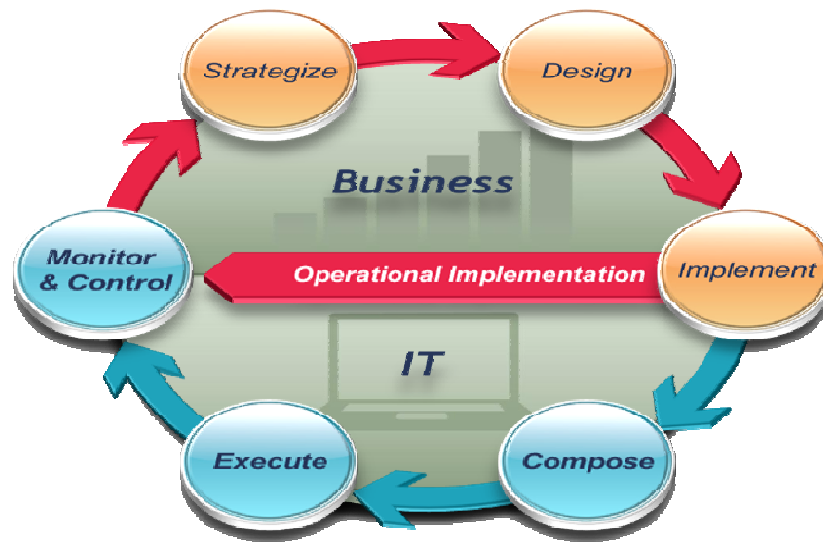 Strategize
Design
Business
Monitor
& Control
Operational Implementation
Implement
IT
Execute
Compose